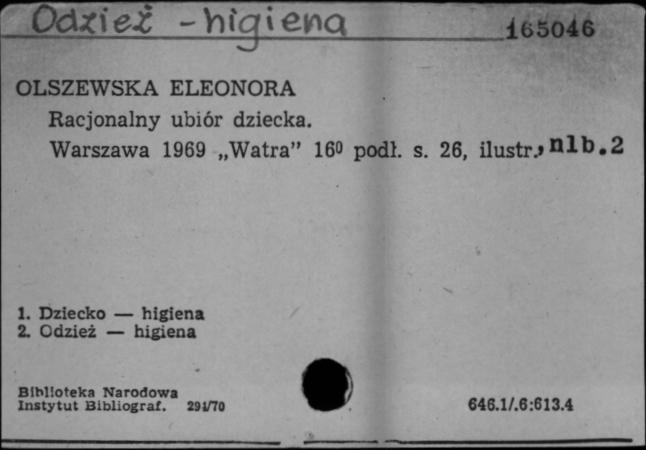 Odzież - higiena
165046
OLSZEWSKA ELEONORA
Racjonalny ubiór dziecka.
Warszawa 1969 „Watra” 16⁰ podł. s. 26, ilustr., nlb.2
1. Dziecko — higiena
2. Odzież — higiena
Biblioteka Narodowa
Instytut Bibliograf. 291/70
646.1/.6:613.4